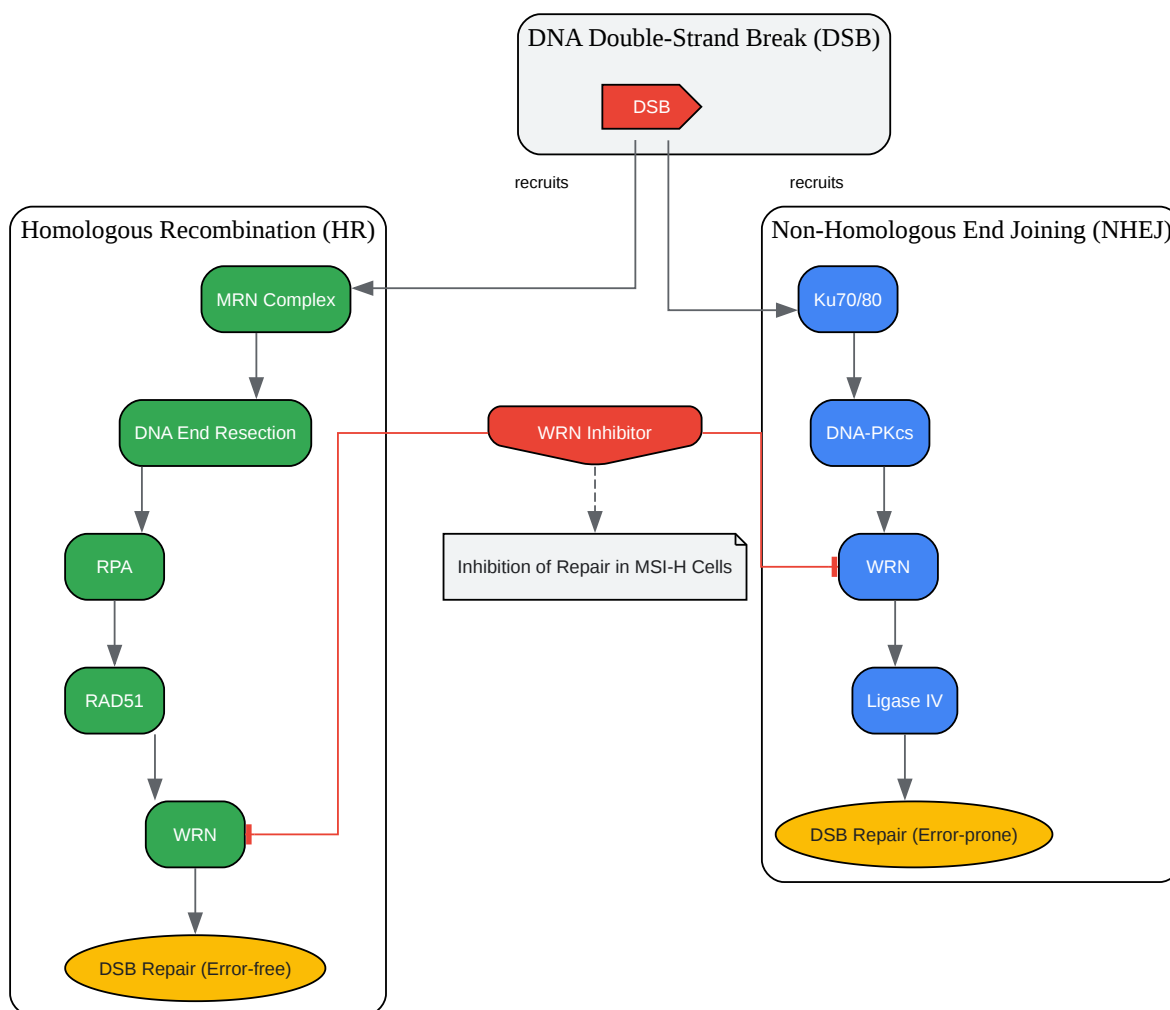 DNA Double-Strand Break (DSB)
DSB
recruits
recruits
Homologous Recombination (HR)
MRN Complex
DNA End Resection
RPA
RAD51
WRN
DSB Repair (Error-free)
WRN Inhibitor
Inhibition of Repair in MSI-H Cells
Non-Homologous End Joining (NHEJ)
Ku70/80
DNA-PKcs
WRN
Ligase IV
DSB Repair (Error-prone)